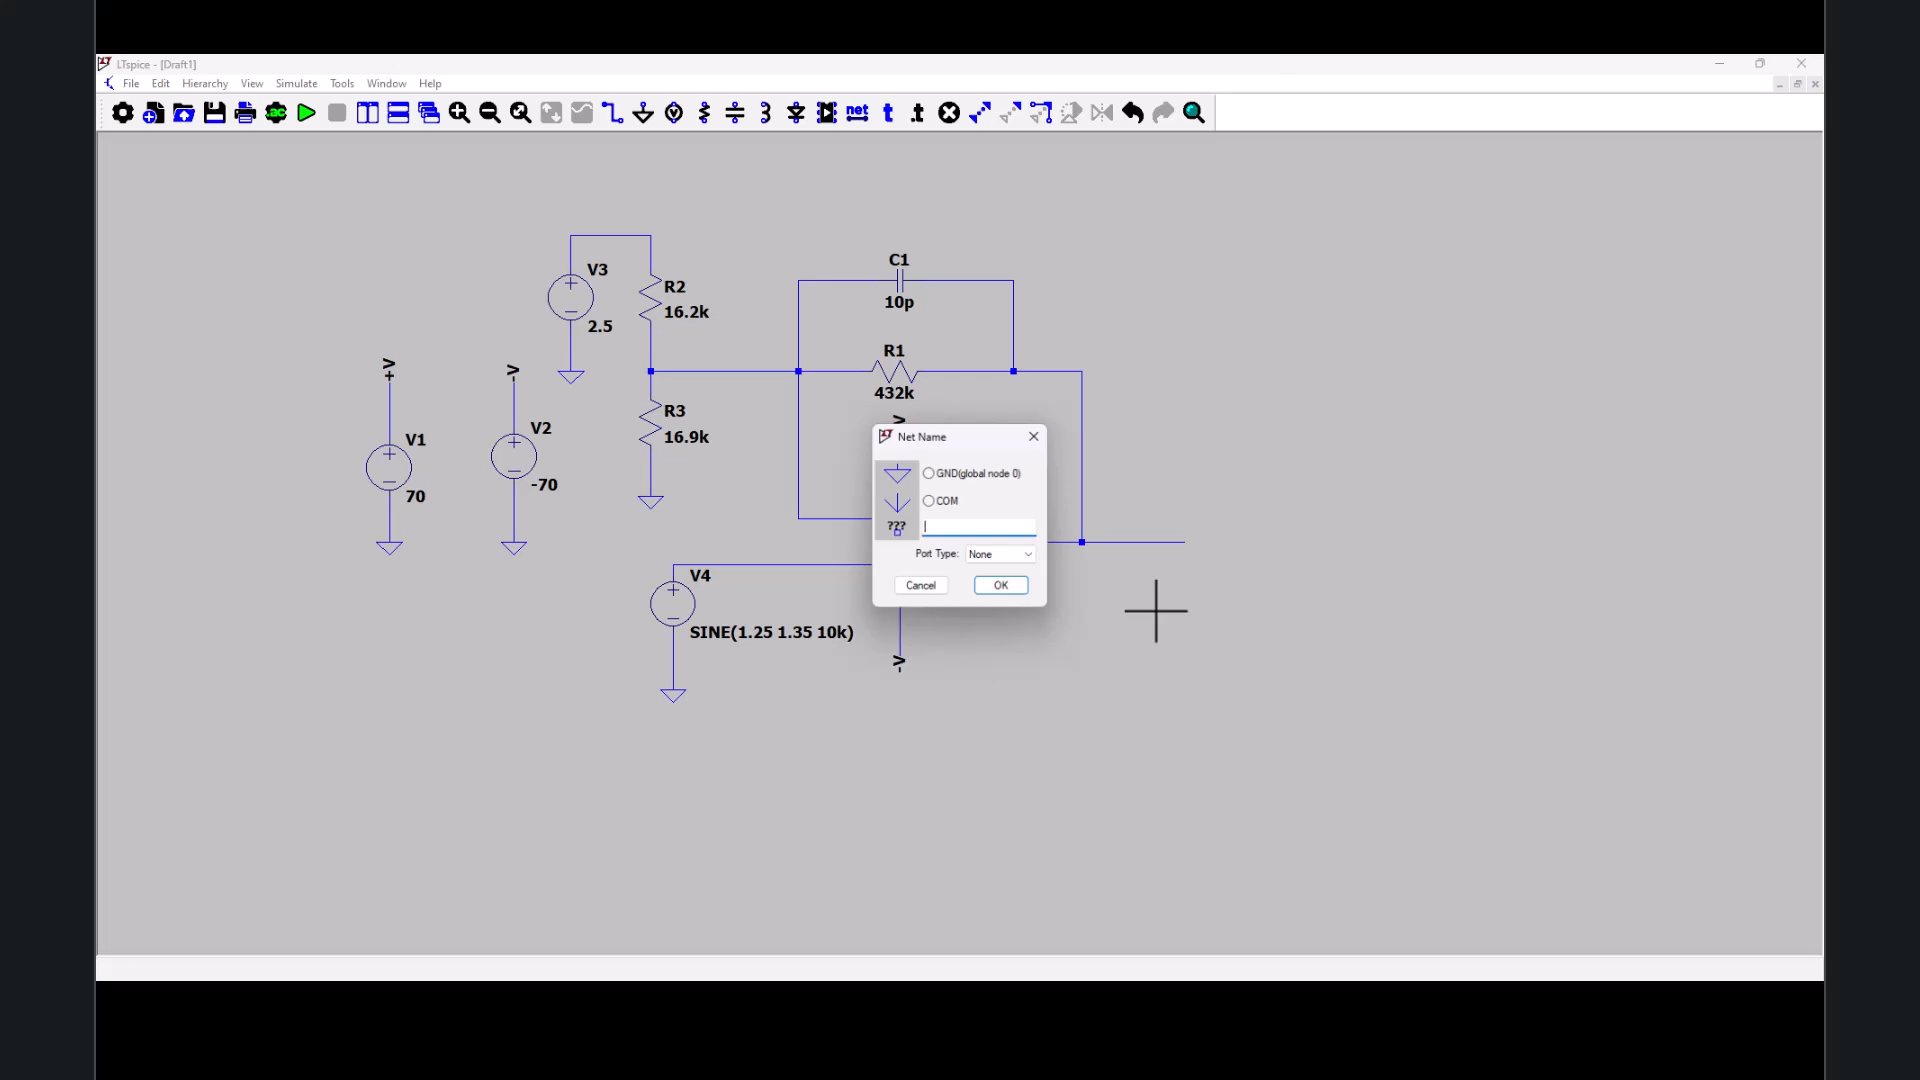 LTspice - [Draft1]
File Edit Hierarchy View Simulate Tools Window Help
.ac net t .t
V3
2.5
R2
16.2k
C1
10p
R1
432k
+V
-V
V1
70
V2
-70
R3
16.9k
V
Net Name
GND(global node 0)
COM
???
Port Type: None
Cancel OK
V4
SINE(1.25 1.35 10k)
-V